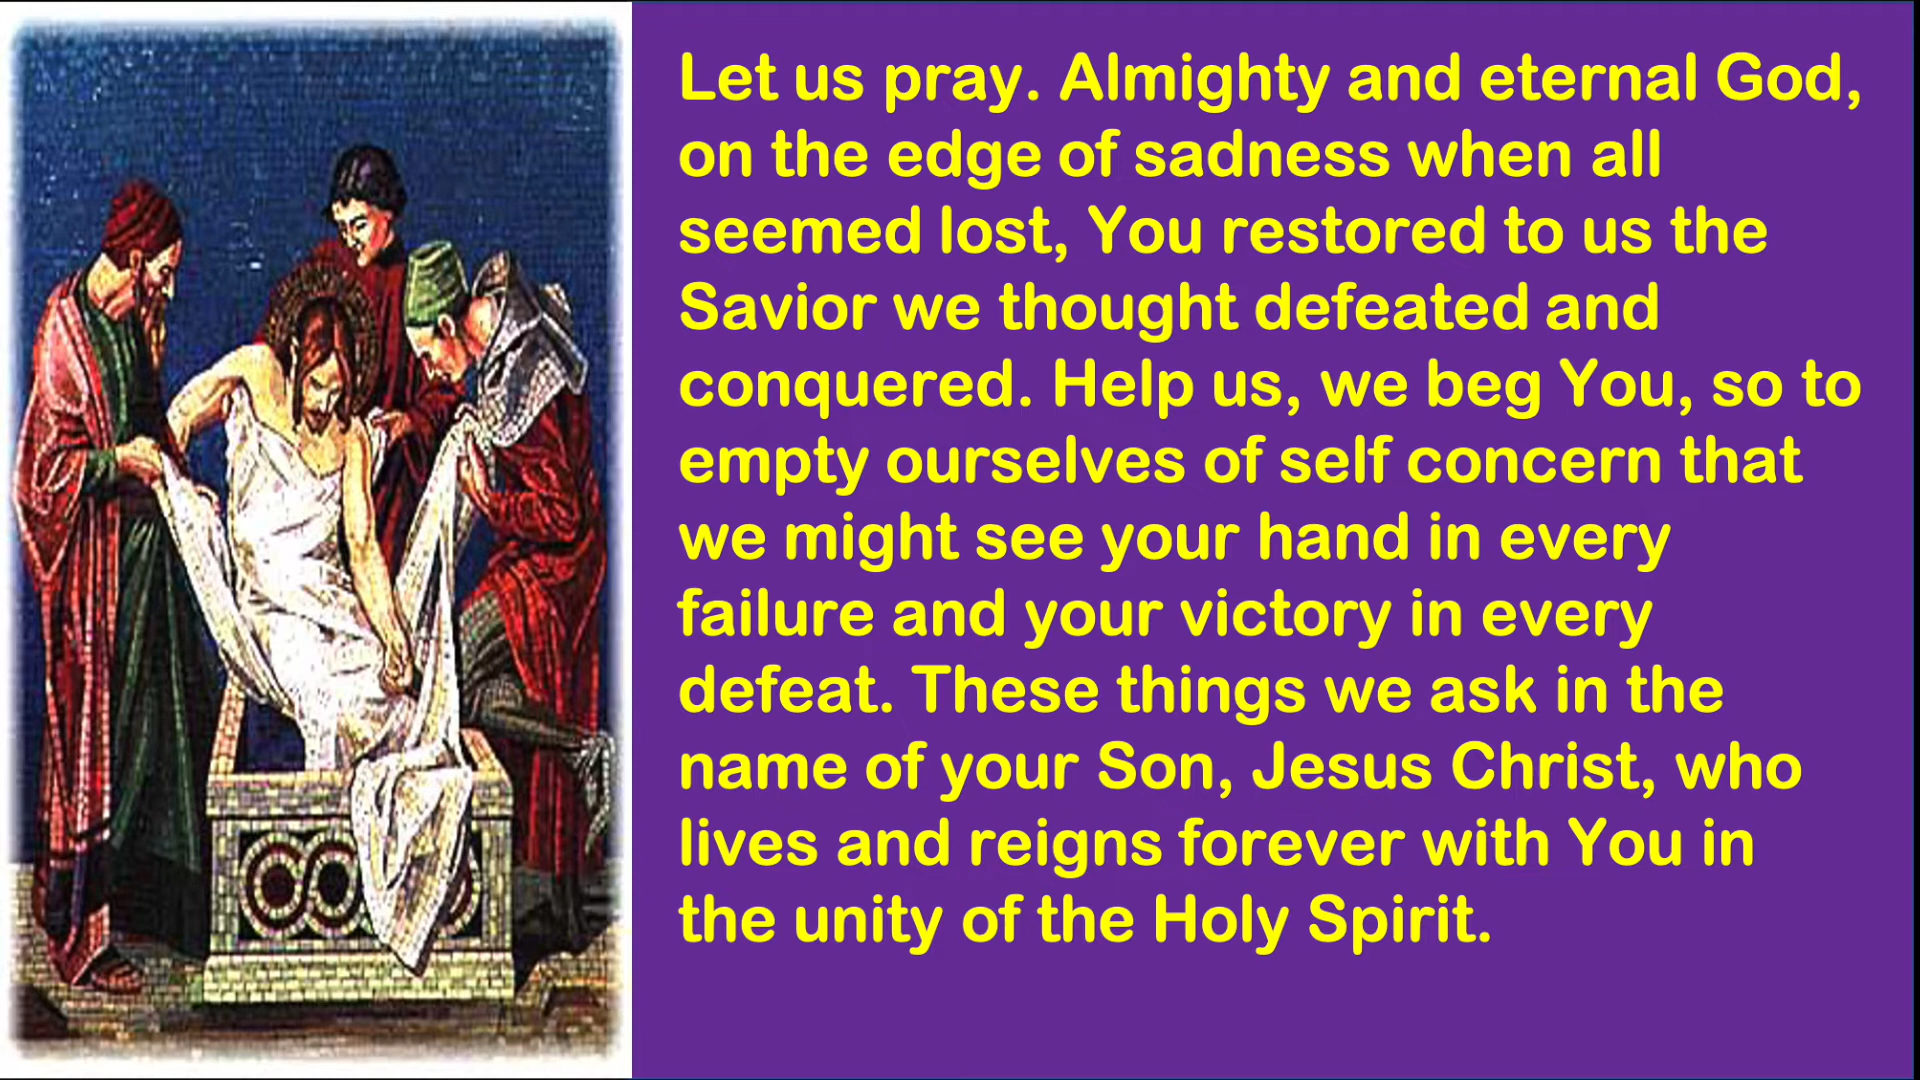 Let us pray. Almighty and eternal God,
on the edge of sadness when all
seemed lost, You restored to us the
Savior we thought defeated and
conquered. Help us, we beg You, so to
empty ourselves of self concern that
we might see your hand in every
failure and your victory in every
defeat. These things we ask in the
name of your Son, Jesus Christ, who
lives and reigns forever with You in
the unity of the Holy Spirit.